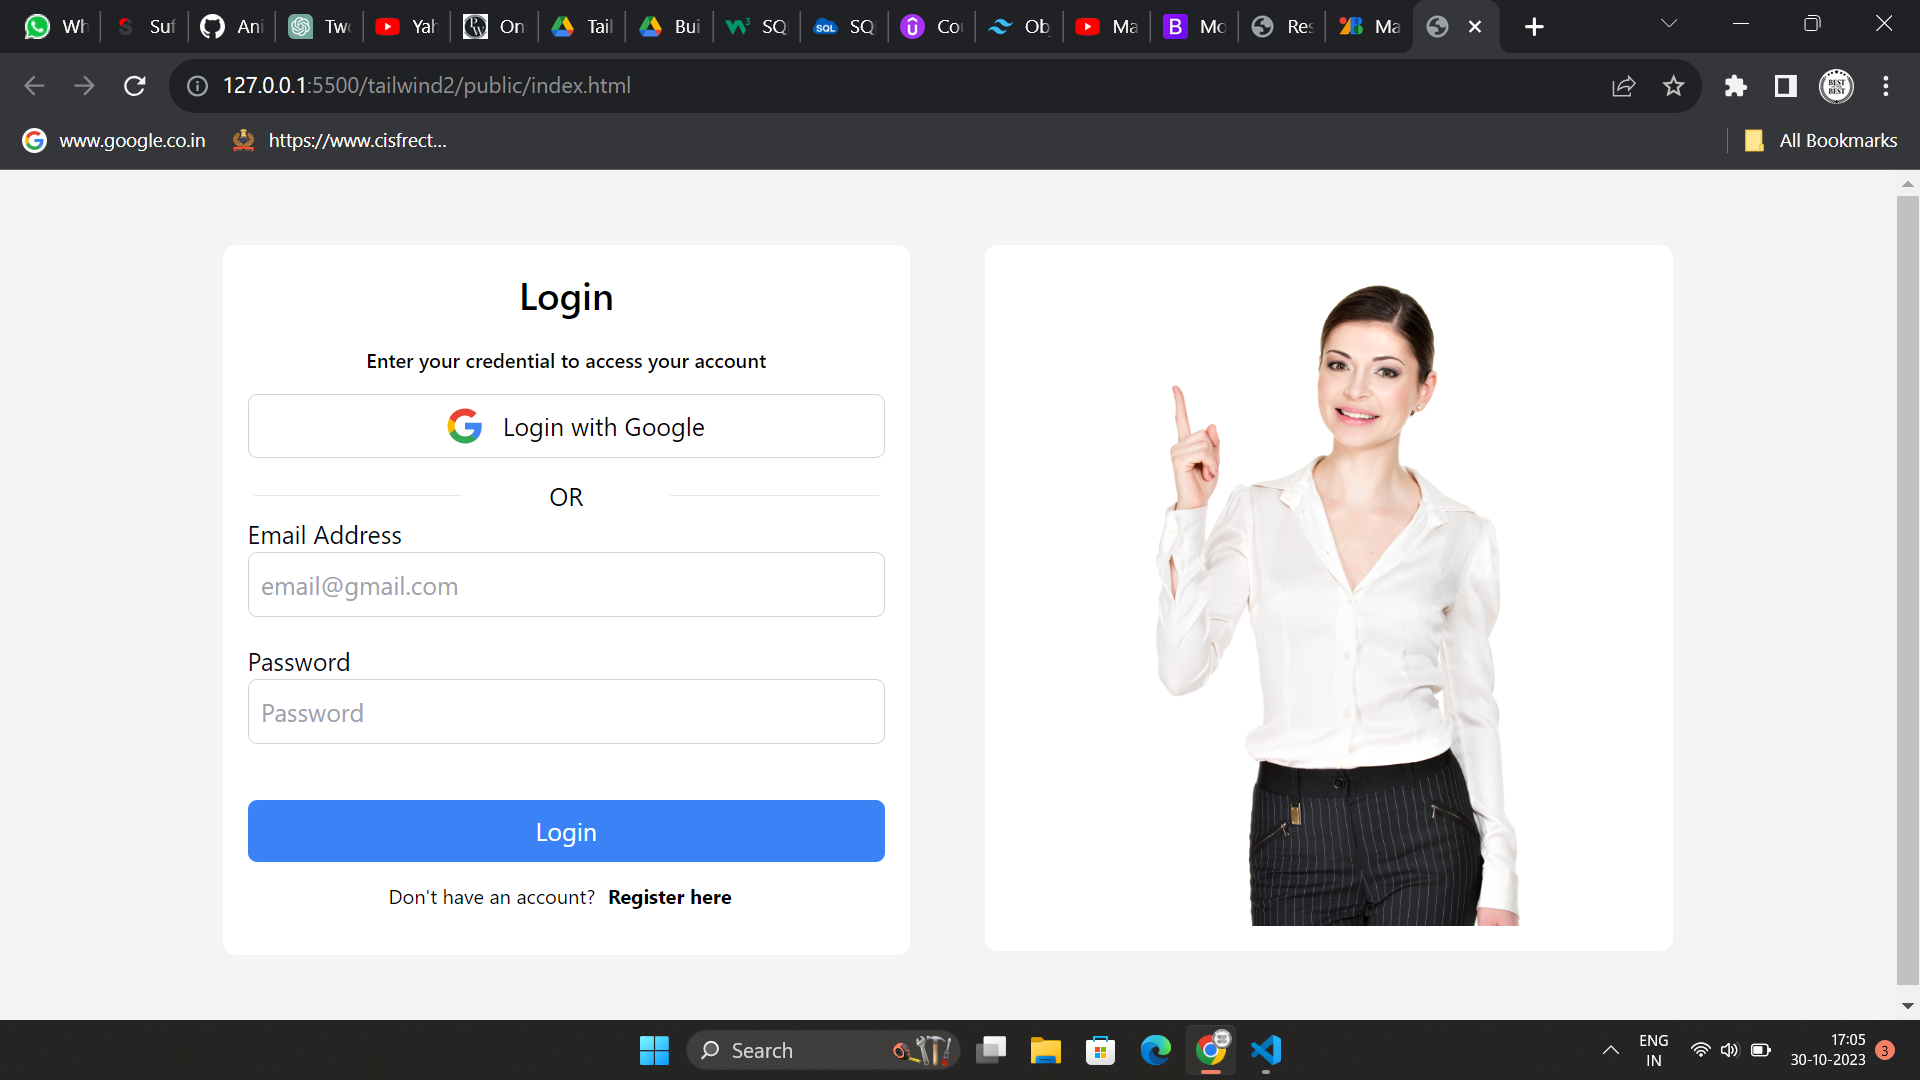 Wh Suf Ani Two Yah On Tail Bui SQ SQ Cou Ob Ma Mo Res Ma
127.0.0.1:5500/tailwind2/public/index.html
www.google.co.in https://www.cisfrect... All Bookmarks
Login
Enter your credential to access your account
Login with Google
OR
Email Address
email@gmail.com
Password
Password
Login
Don't have an account? Register here
Search
ENG
IN
17:05
30-10-2023
3